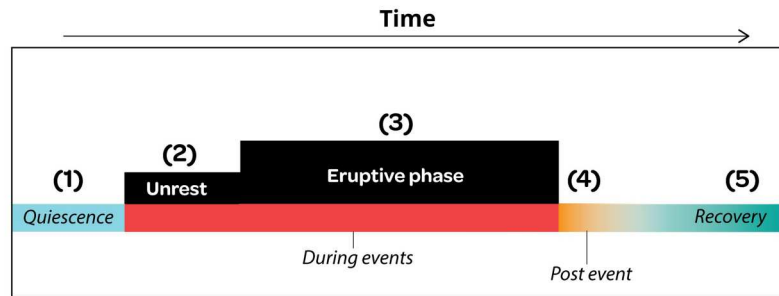 Time
(3)
(2)
(1)
Unrest
Eruptive phase
(4)
(5)
Quiescence
Recovery
During events
Post event